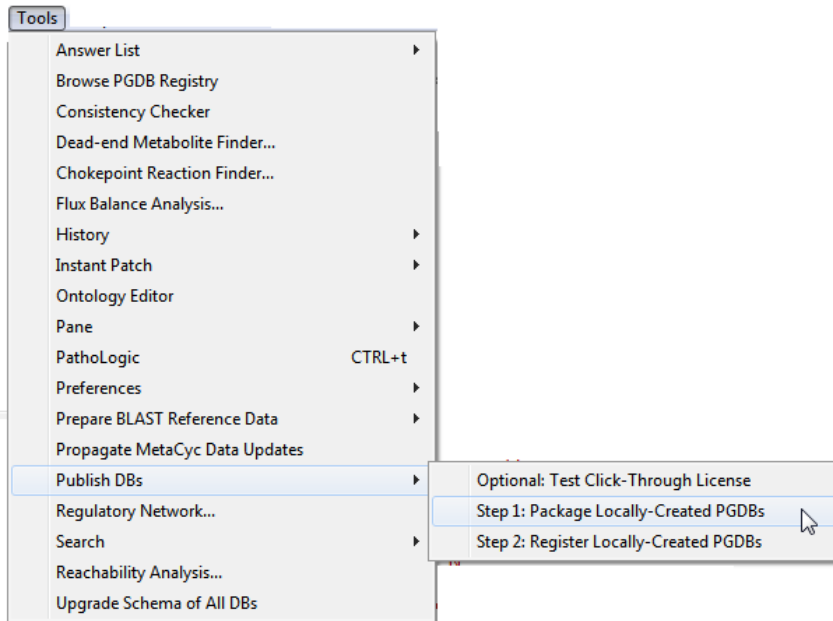 Tools
Answer List
Browse PGDB Registry
Consistency Checker
Dead-end Metabolite Finder...
Chokepoint Reaction Finder...
Flux Balance Analysis...
History
Instant Patch
Ontology Editor
Pane
PathoLogic CTRL+t
Preferences
Prepare BLAST Reference Data
Propagate MetaCyc Data Updates
Publish DBs
Optional: Test Click-Through License
Step 1: Package Locally-Created PGDBs
Step 2: Register Locally-Created PGDBs
Regulatory Network...
Search
Reachability Analysis...
Upgrade Schema of All DBs